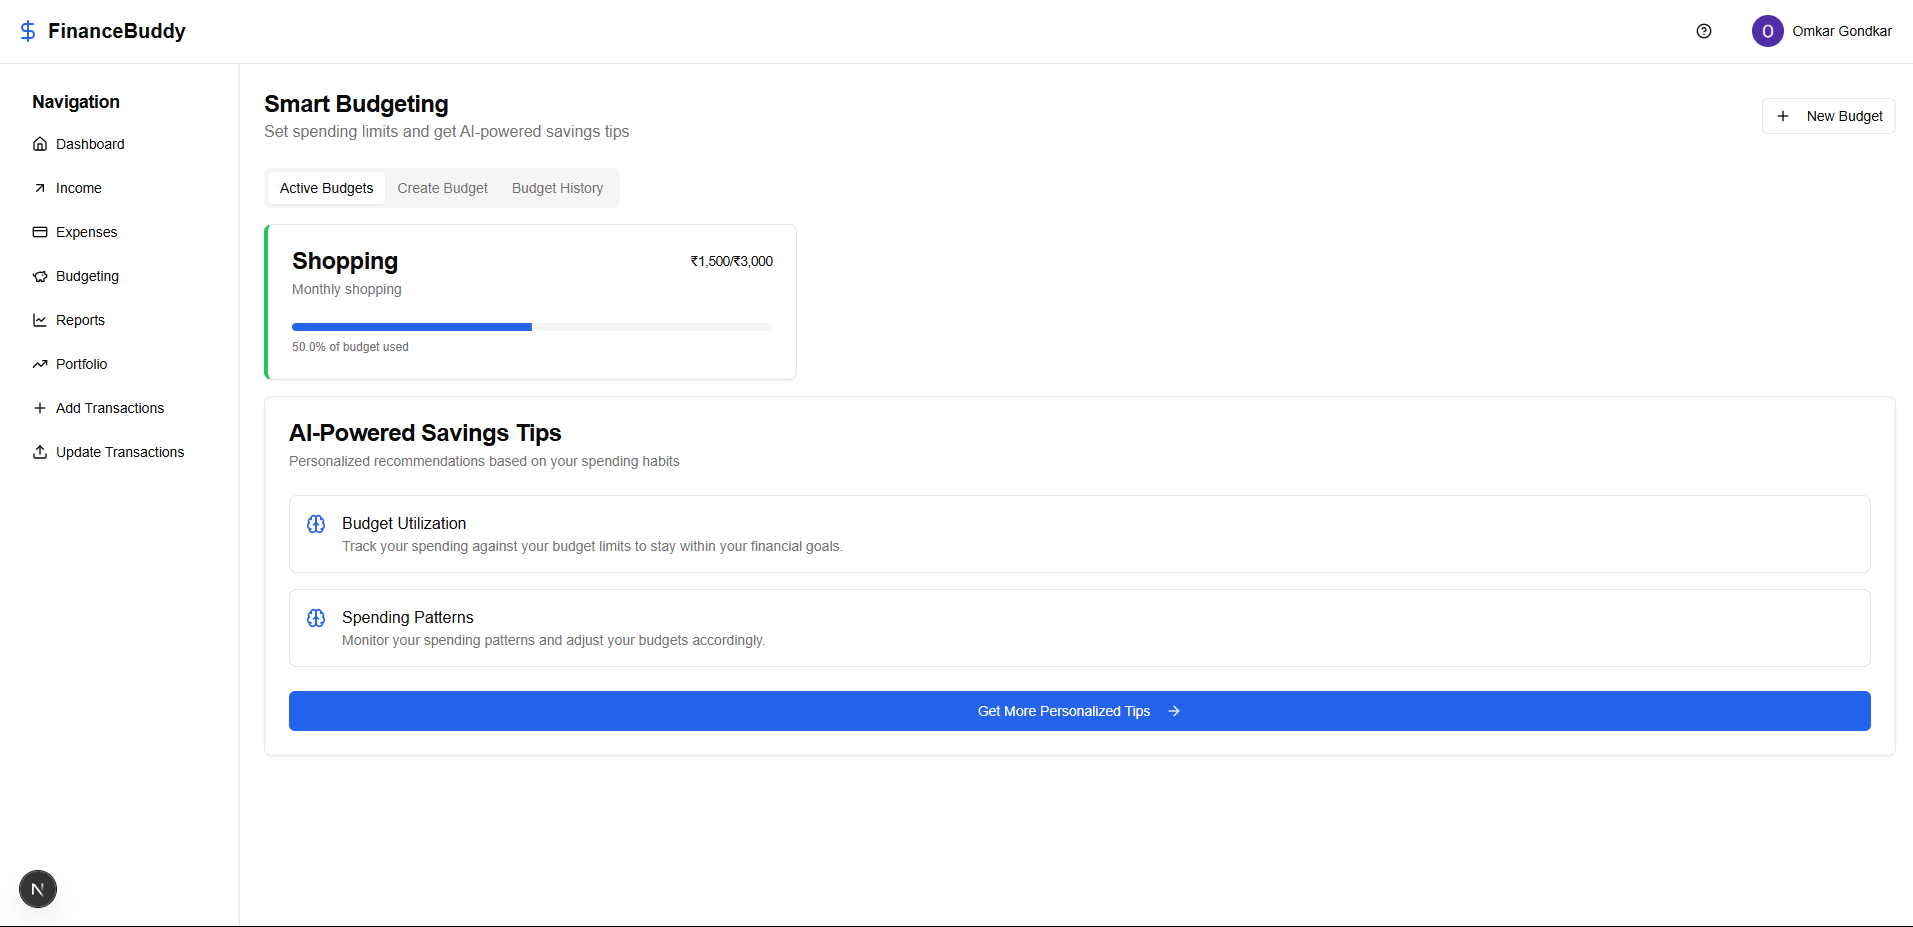 FinanceBuddy
Omkar Gondkar
O
Navigation
Dashboard
Income
Expenses
Budgeting
Reports
Portfolio
Add Transactions
Update Transactions
N
Smart Budgeting
Set spending limits and get AI-powered savings tips
New Budget
Active Budgets Create Budget Budget History
Shopping
₹1,500/₹3,000
Monthly shopping
50.0% of budget used
AI-Powered Savings Tips
Personalized recommendations based on your spending habits
Budget Utilization
Track your spending against your budget limits to stay within your financial goals.
Spending Patterns
Monitor your spending patterns and adjust your budgets accordingly.
Get More Personalized Tips